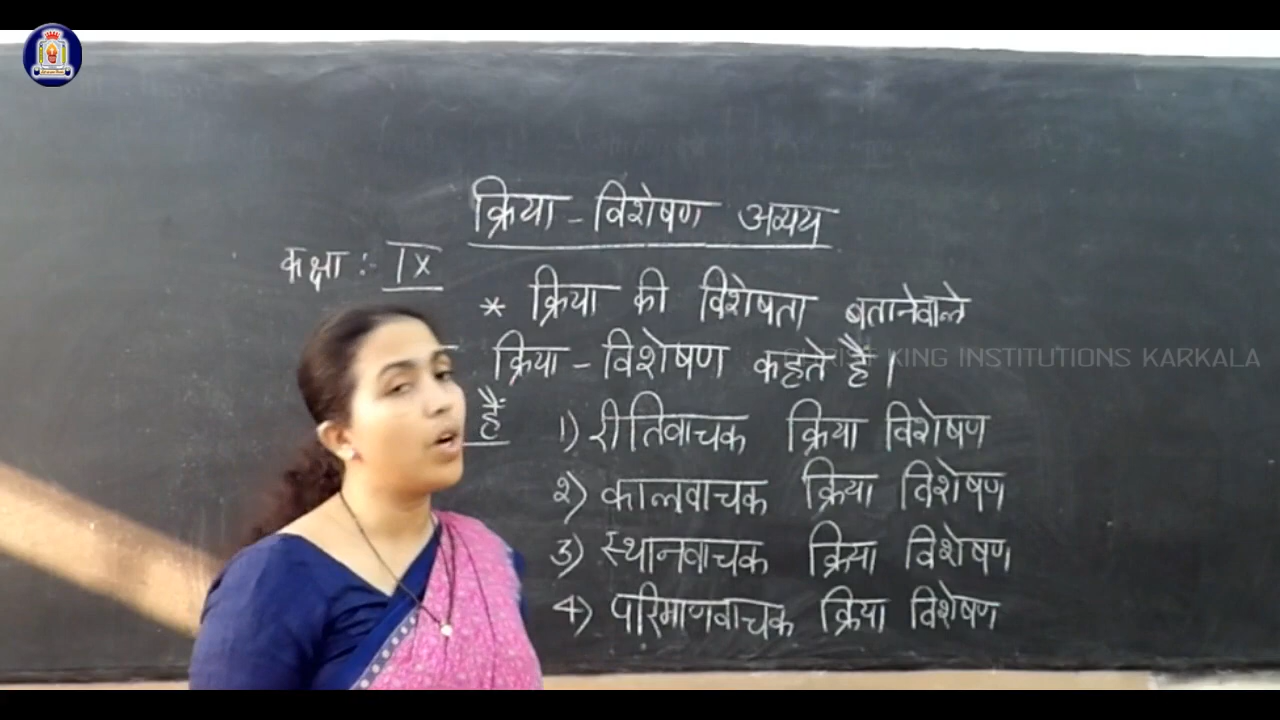 क्रिया - विशेषण अव्यय
कक्षा :- IX
* क्रिया की विशेषता बतानेवाले
क्रिया - विशेषण कहते हैं।
KING INSTITUTIONS KARKALA
हैं
1) रीतिवाचक क्रिया विशेषण
2) कालवाचक क्रिया विशेषण
3) स्थानवाचक क्रिया विशेषण
4) परिमाणवाचक क्रिया विशेषण